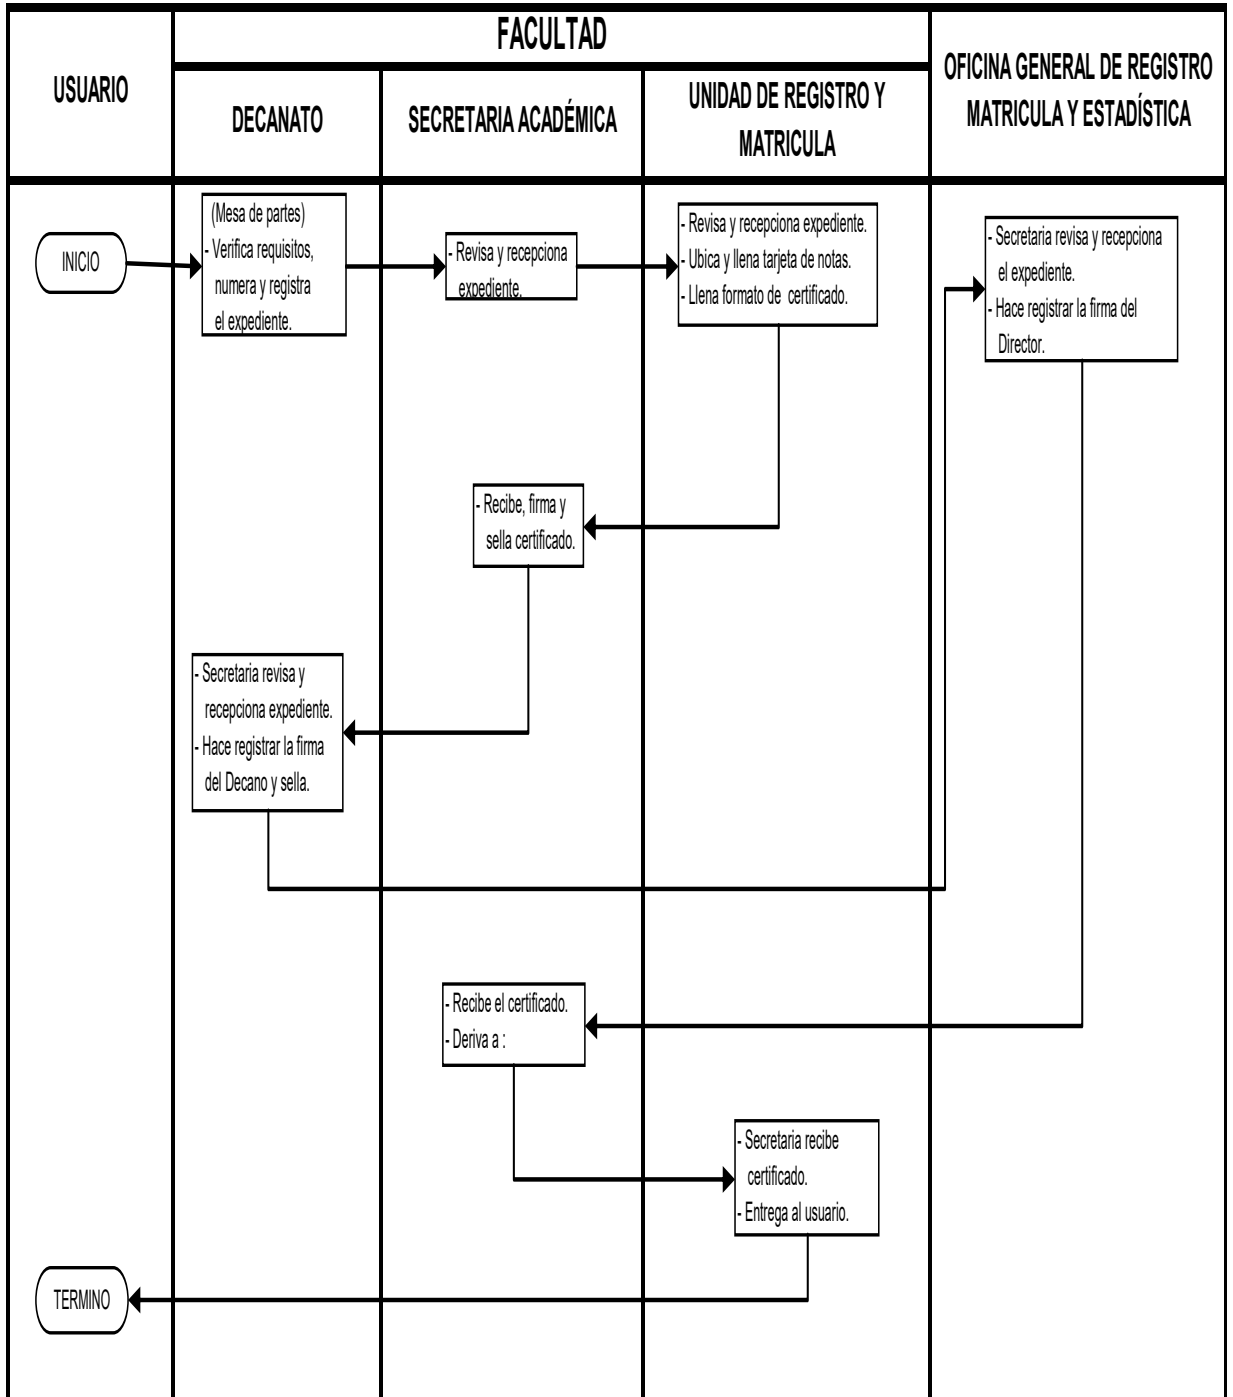 FACULTAD
USUARIO
DECANATO
SECRETARIA ACADÉMICA
UNIDAD DE REGISTRO Y
MATRICULA
OFICINA GENERAL DE REGISTRO
MATRICULA Y ESTADÍSTICA
INICIO
(Mesa de partes)
- Verifica requisitos,
numera y registra
el expediente.
- Revisa y recepciona
expediente.
- Revisa y recepciona expediente.
- Ubica y llena tarjeta de notas.
- Llena formato de certificado.
- Secretaria revisa y recepciona
el expediente.
- Hace registrar la firma del
Director.
- Recibe, firma y
sella certificado.
- Secretaria revisa y
recepciona expediente.
- Hace registrar la firma
del Decano y sella.
- Recibe el certificado.
- Deriva a :
- Secretaria recibe
certificado.
- Entrega al usuario.
TERMINO